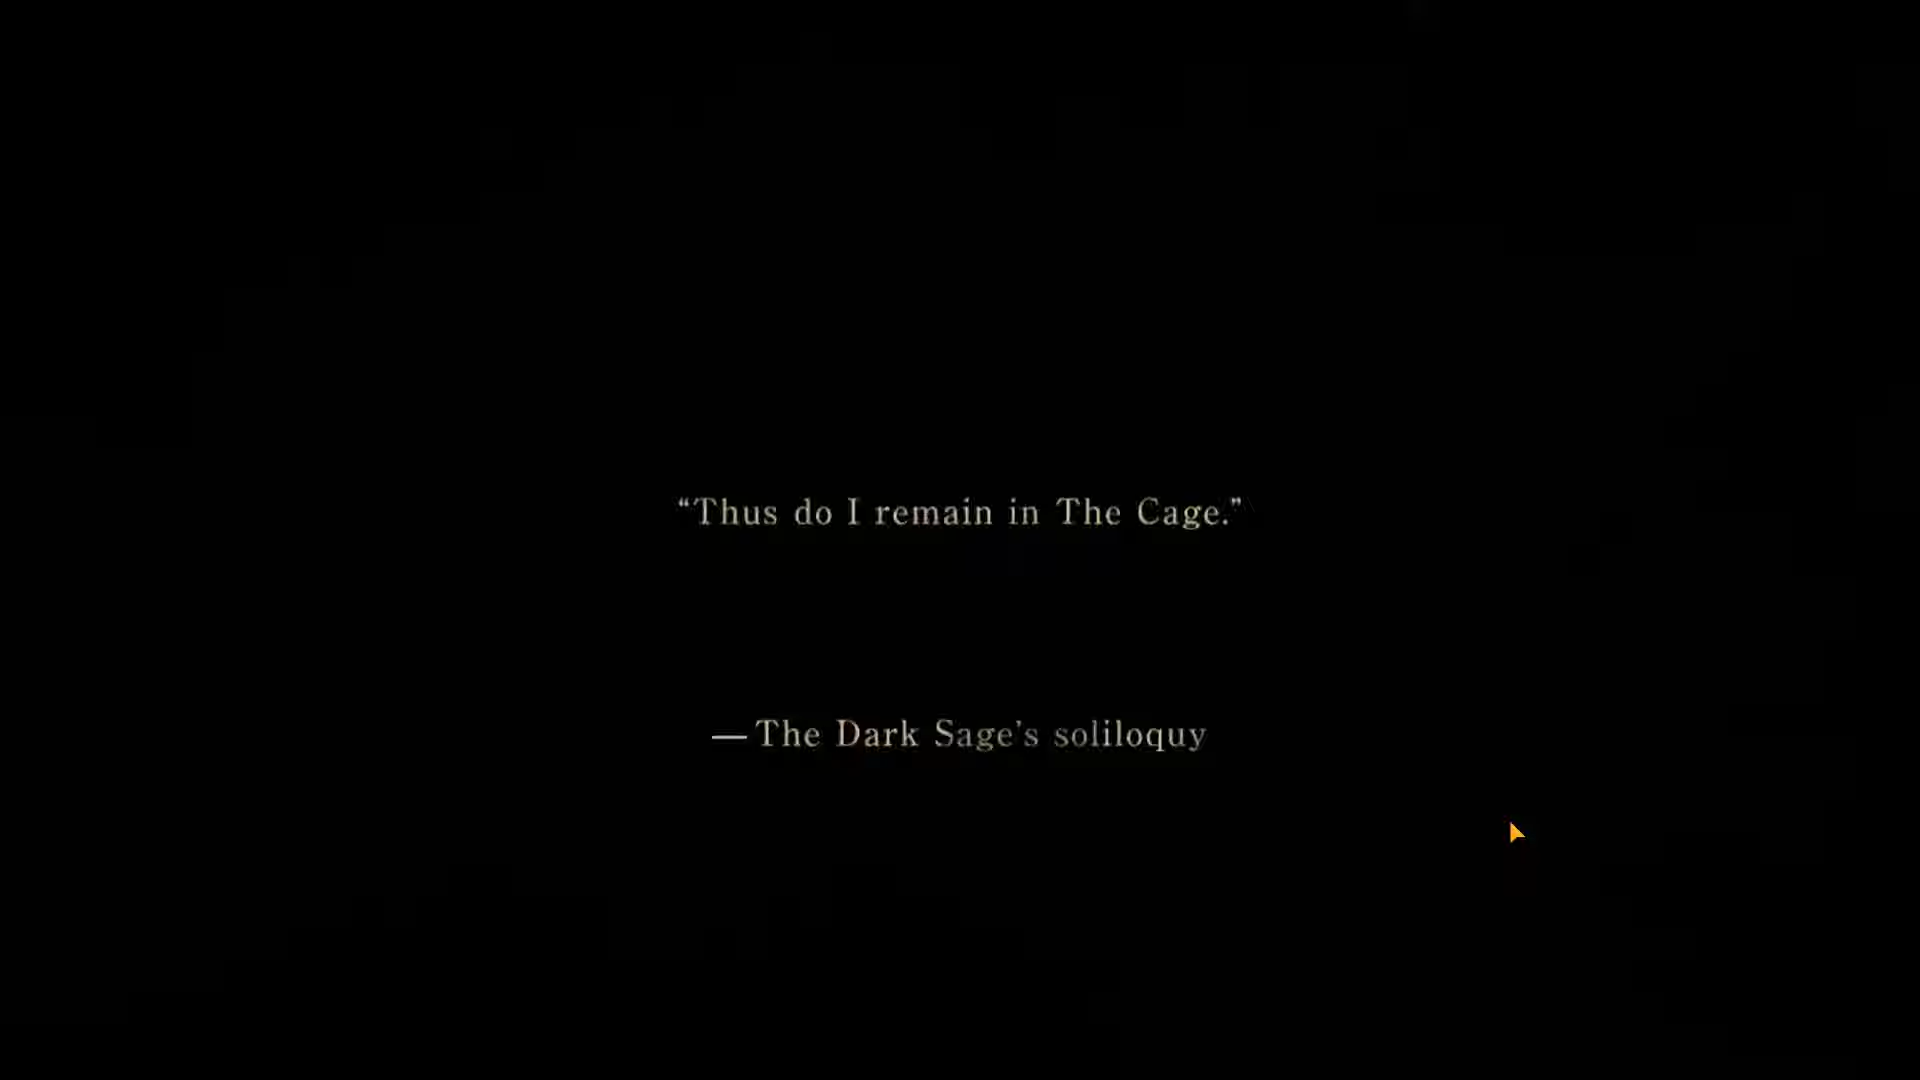 “Thus do I remain in The Cage.”
— The Dark Sage’s soliloquy